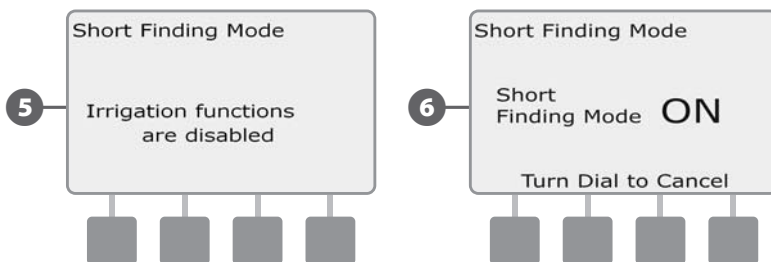 5
Short Finding Mode
Irrigation functions
are disabled
6
Short Finding Mode
Short
Finding Mode ON
Turn Dial to Cancel